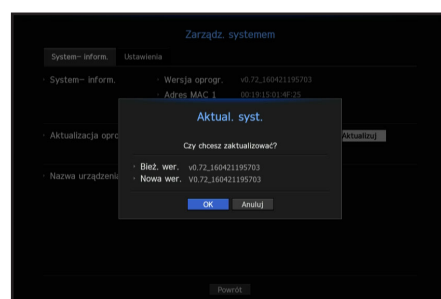 Zarządz. systemem
System– inform. Ustawienia
· System– inform. · Wersja oprogr. v0.72_160421195703
· Adres MAC 1 00:19:15:01:4F:25
Aktual. syst.
· Aktualizacja opro Aktualizuj
Czy chcesz zaktualizować?
· Bież. wer. v0.72_160421195703
· Nazwa urządzenia
· Nowa wer. V0.72_160421195703
OK Anuluj
Powrót